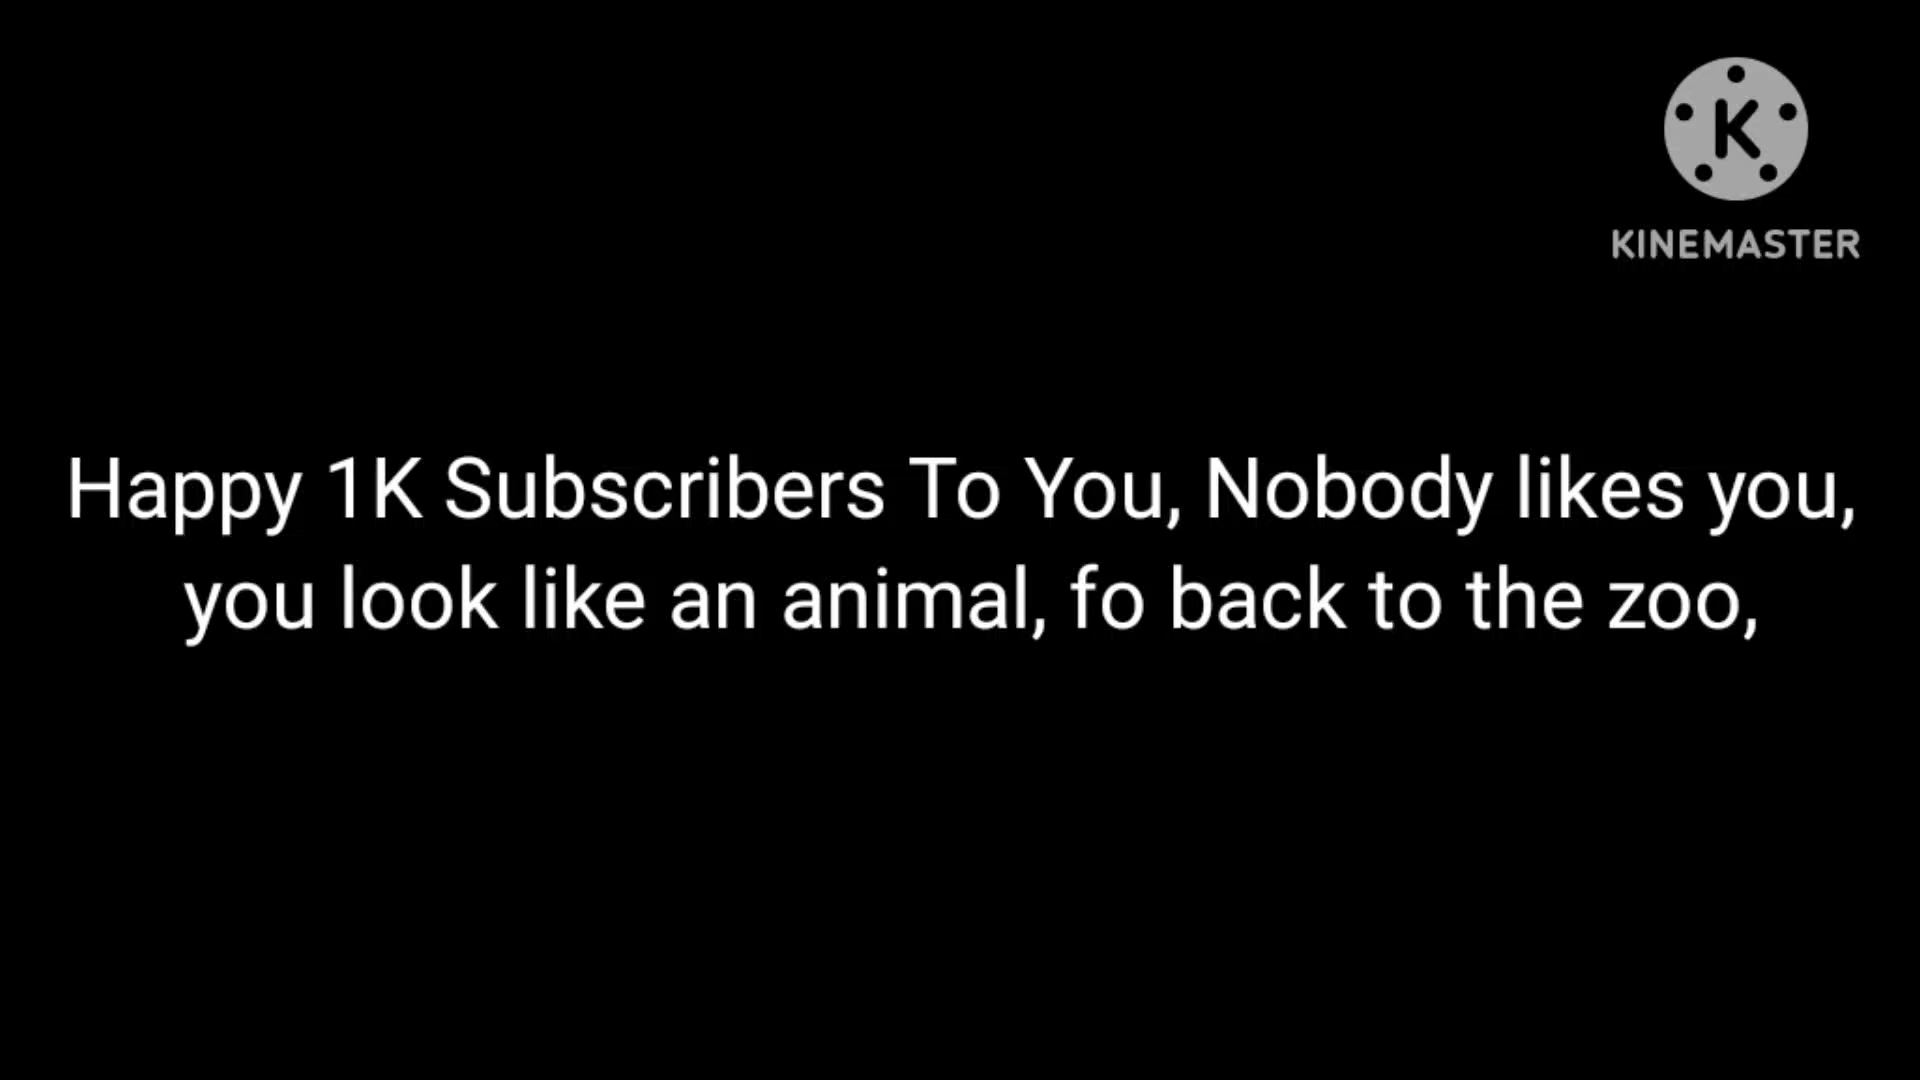 K
KINEMASTER
Happy 1K Subscribers To You, Nobody likes you,
you look like an animal, fo back to the zoo,